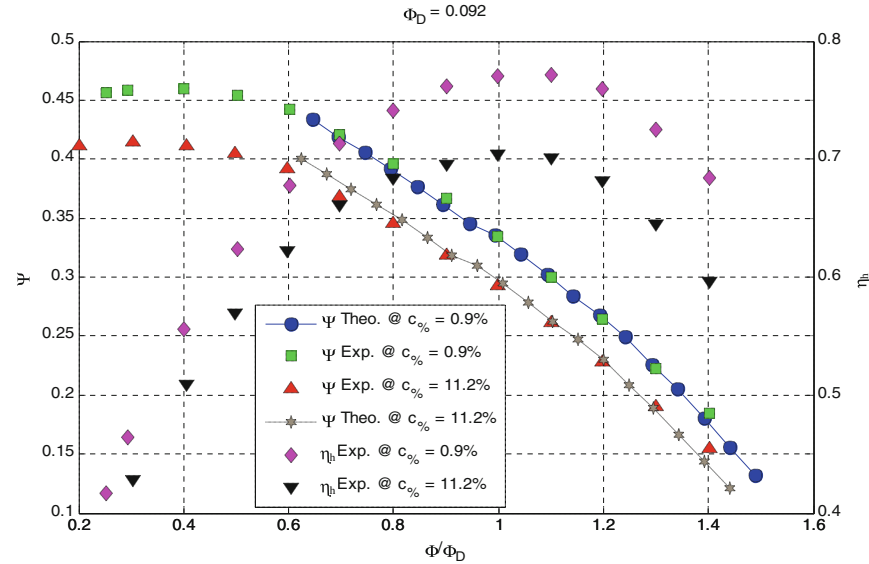 Φ_D = 0.092
0.5
0.45
0.4
0.35
0.3
0.25
0.2
0.15
0.1
Ψ
0.8
0.7
0.6
0.5
0.4
η_h
Ψ Theo. @ c_% = 0.9%
Ψ Exp. @ c_% = 0.9%
Ψ Exp. @ c_% = 11.2%
Ψ Theo. @ c_% = 11.2%
η_h Exp. @ c_% = 0.9%
η_h Exp. @ c_% = 11.2%
0.2 0.4 0.6 0.8 1 1.2 1.4 1.6
Φ/Φ_D